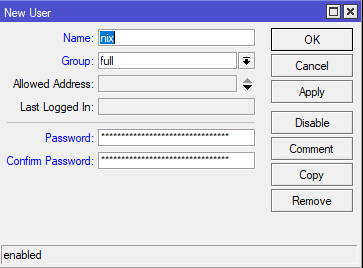 New User
Name: nix
OK
Group: full
Cancel
Allowed Address:
Apply
Last Logged In:
Disable
Password: ********************************
Comment
Confirm Password: ********************************
Copy
Remove
enabled